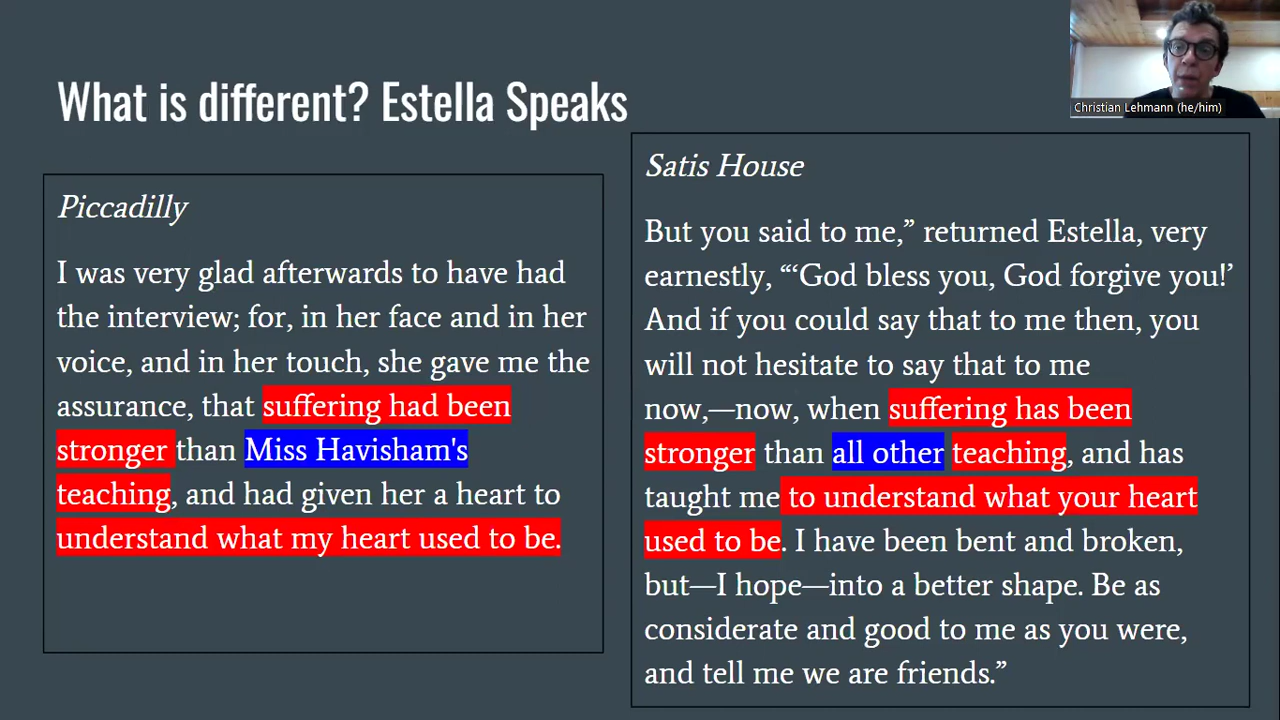 What is different? Estella Speaks
Christian Lehmann (he/him)
Piccadilly
I was very glad afterwards to have had
the interview; for, in her face and in her
voice, and in her touch, she gave me the
assurance, that suffering had been
stronger than Miss Havisham's
teaching, and had given her a heart to
understand what my heart used to be.
Satis House
But you said to me,” returned Estella, very
earnestly, “‘God bless you, God forgive you!’
And if you could say that to me then, you
will not hesitate to say that to me
now,—now, when suffering has been
stronger than all other teaching, and has
taught me to understand what your heart
used to be. I have been bent and broken,
but—I hope—into a better shape. Be as
considerate and good to me as you were,
and tell me we are friends.”